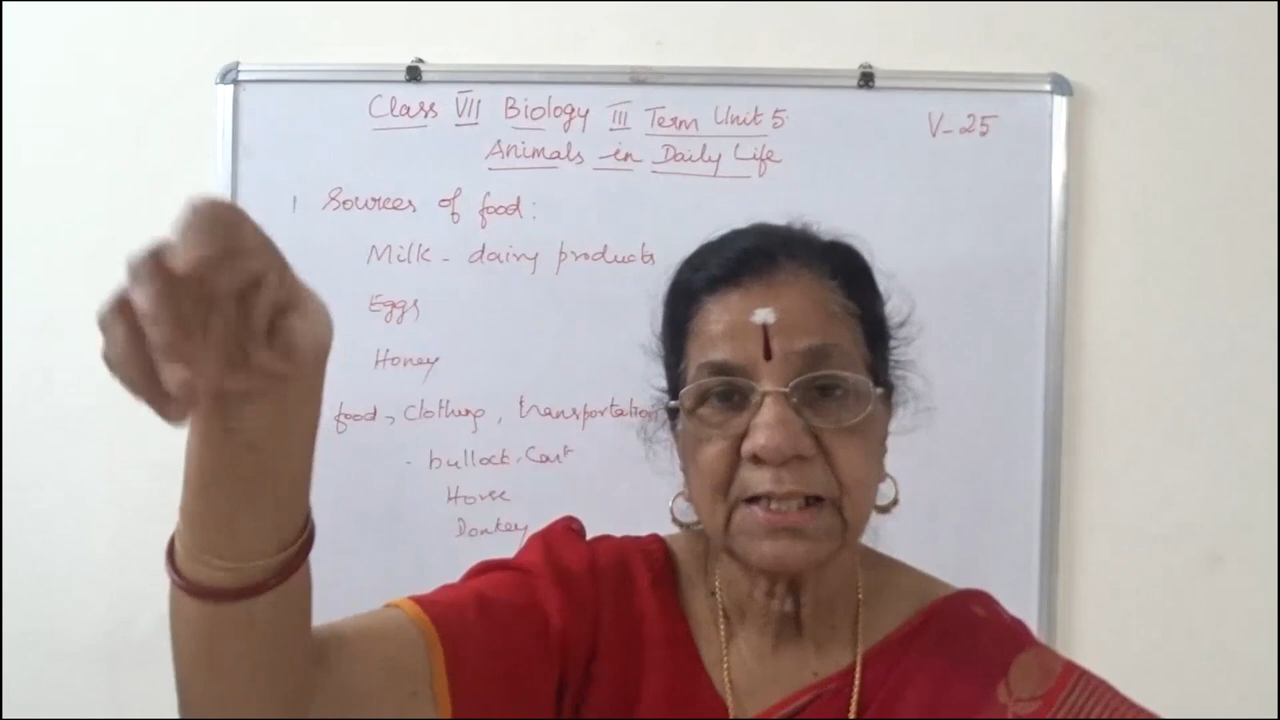 Class VII Biology III Term Unit 5
V-25
Animals in Daily Life
1 Sources of food:
Milk - dairy products
Eggs
Honey
food, clothing, transportation
- bullock-Cart
Horse
Donkey